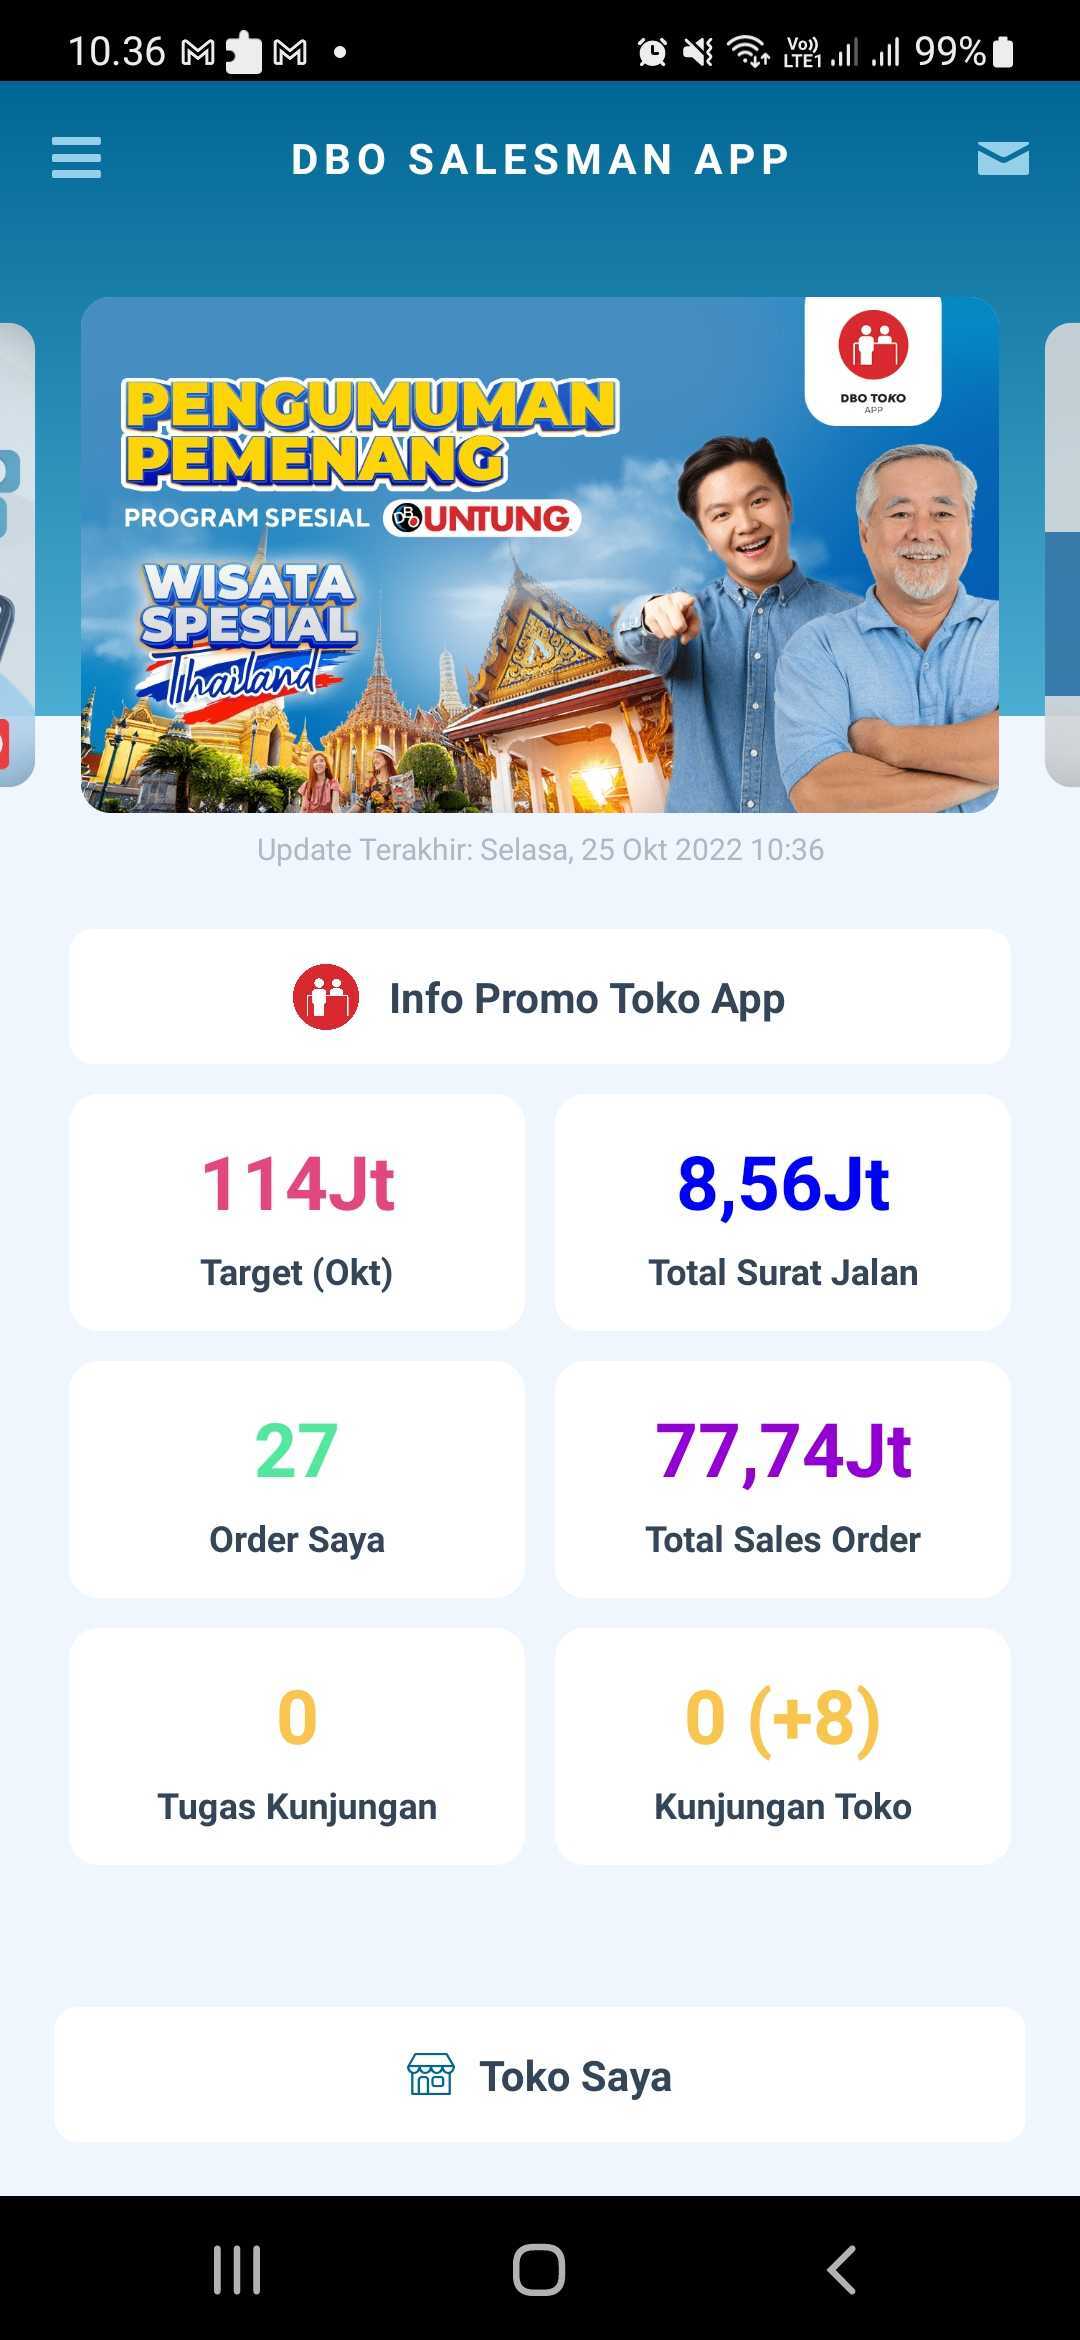 10.36
Vo))
LTE1
99%
DBO SALESMAN APP
DBO TOKO
APP
PENGUMUMAN
PEMENANG
PROGRAM SPESIAL DBO UNTUNG
WISATA
SPESIAL
Thailand
Update Terakhir: Selasa, 25 Okt 2022 10:36
Info Promo Toko App
114Jt
8,56Jt
Target (Okt)
Total Surat Jalan
27
77,74Jt
Order Saya
Total Sales Order
0
0 (+8)
Tugas Kunjungan
Kunjungan Toko
Toko Saya